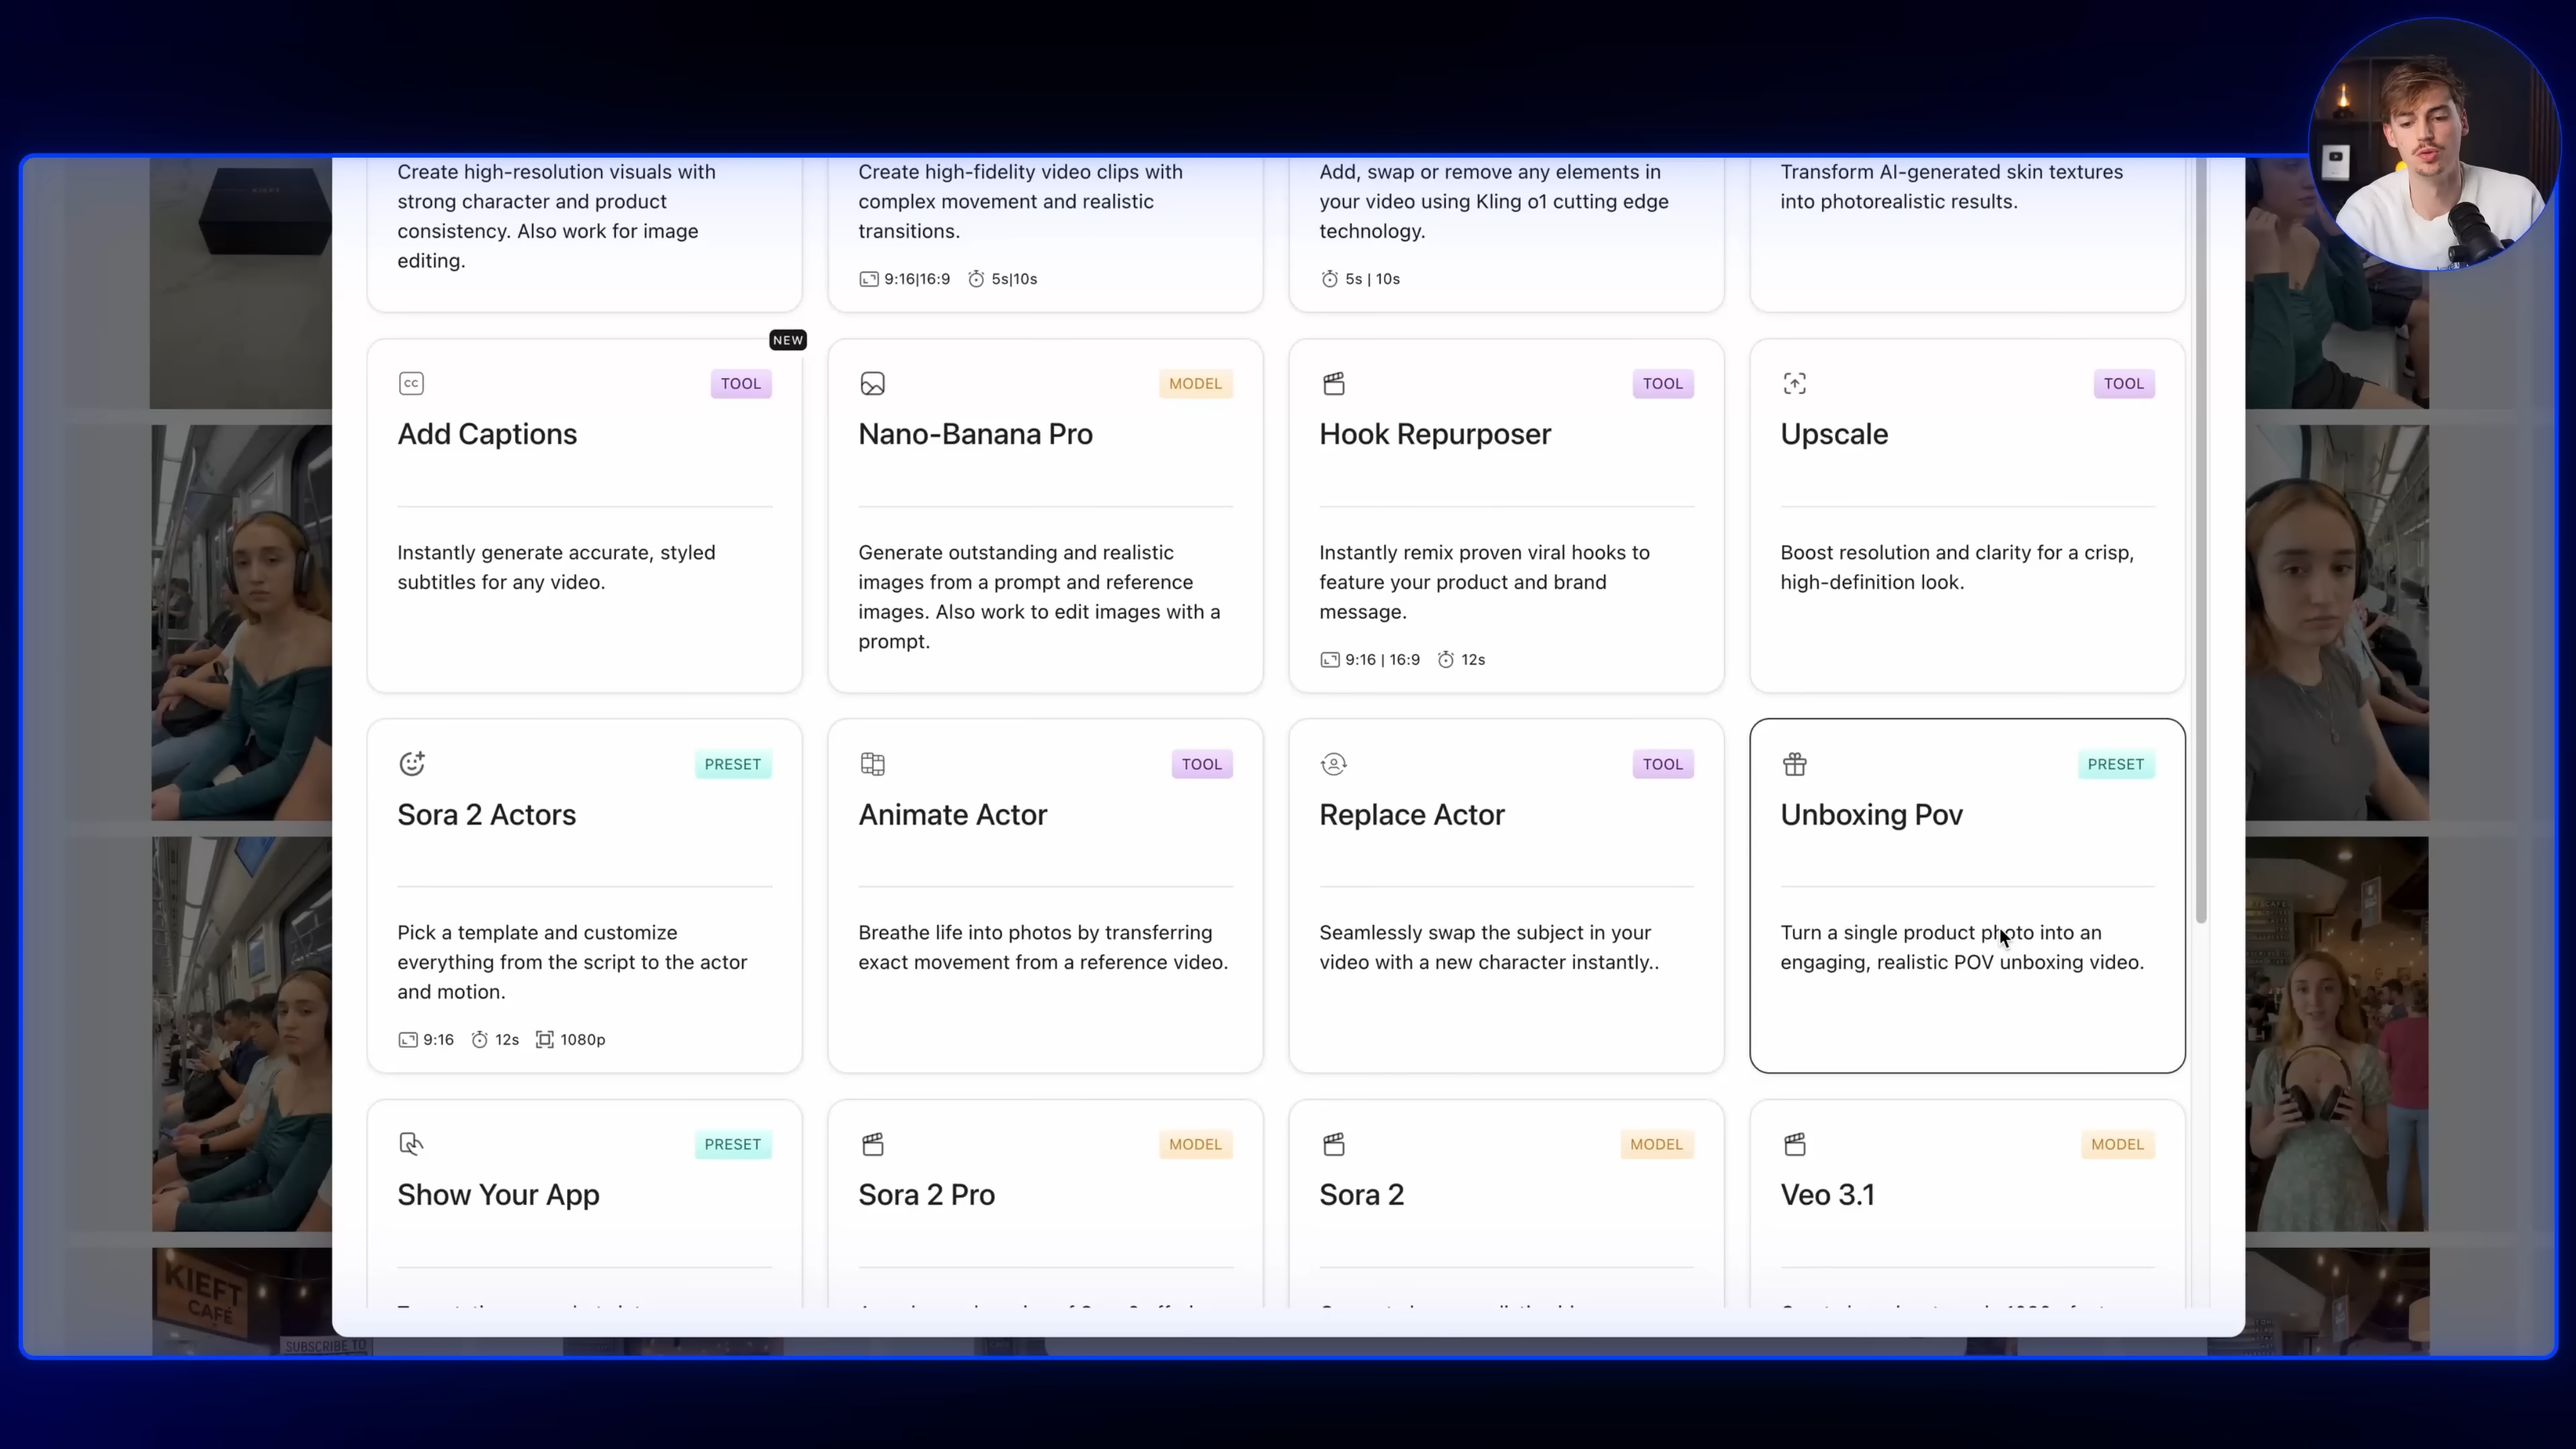 KIEFT
Create high-resolution visuals with
strong character and product
consistency. Also work for image
editing.
Create high-fidelity video clips with
complex movement and realistic
transitions.
9:16|16:9 5s|10s
Add, swap or remove any elements in
your video using Kling o1 cutting edge
technology.
5s | 10s
Transform AI-generated skin textures
into photorealistic results.
NEW
CC
TOOL
Add Captions
Instantly generate accurate, styled
subtitles for any video.
MODEL
Nano-Banana Pro
Generate outstanding and realistic
images from a prompt and reference
images. Also work to edit images with a
prompt.
TOOL
Hook Repurposer
Instantly remix proven viral hooks to
feature your product and brand
message.
9:16 | 16:9 12s
TOOL
Upscale
Boost resolution and clarity for a crisp,
high-definition look.
PRESET
Sora 2 Actors
Pick a template and customize
everything from the script to the actor
and motion.
9:16 12s 1080p
TOOL
Animate Actor
Breathe life into photos by transferring
exact movement from a reference video.
TOOL
Replace Actor
Seamlessly swap the subject in your
video with a new character instantly..
PRESET
Unboxing Pov
Turn a single product photo into an
engaging, realistic POV unboxing video.
PRESET
Show Your App
MODEL
Sora 2 Pro
MODEL
Sora 2
MODEL
Veo 3.1
KIEFT
CAFÉ
SUBSCRIBE TO